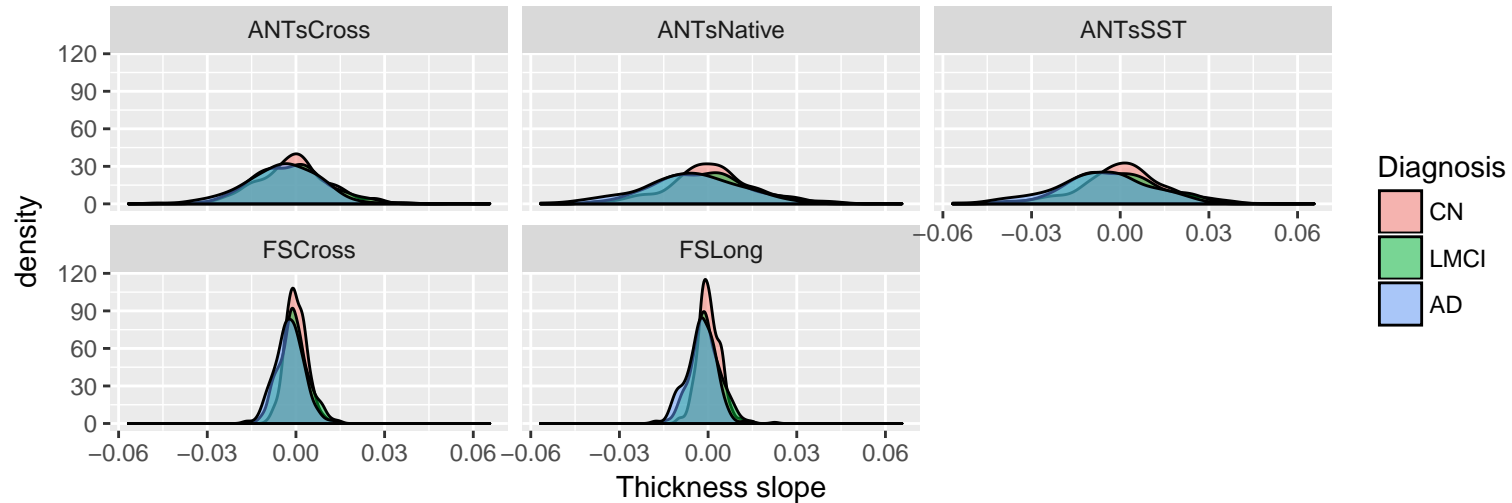 ANTsCross ANTsNative ANTsSST
120
90
60
30
0
−0.06 −0.03 0.00 0.03 0.06
density
FSCross FSLong
120
90
60
30
0
−0.06 −0.03 0.00 0.03 0.06 −0.06 −0.03 0.00 0.03 0.06
Thickness slope
Diagnosis
CN
LMCI
AD